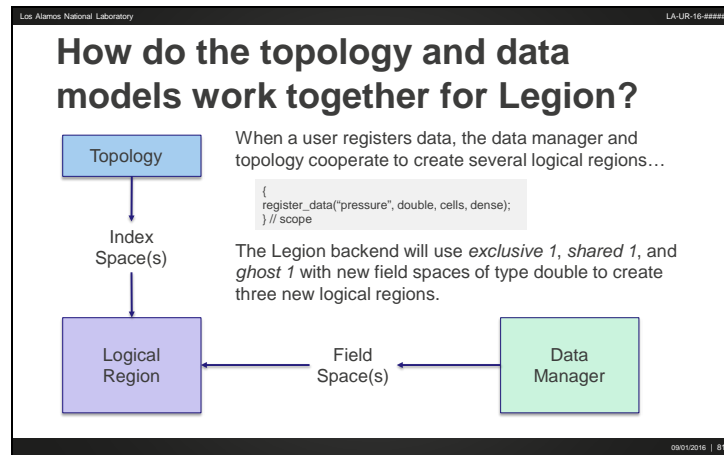 Los Alamos National Laboratory
LA-UR-16-#####
How do the topology and data
models work together for Legion?
Topology
When a user registers data, the data manager and
topology cooperate to create several logical regions…
{
register_data(“pressure”, double, cells, dense);
} // scope
Index
Space(s)
The Legion backend will use exclusive 1, shared 1, and
ghost 1 with new field spaces of type double to create
three new logical regions.
Logical
Region
Field
Space(s)
Data
Manager
09/01/2016 | 81